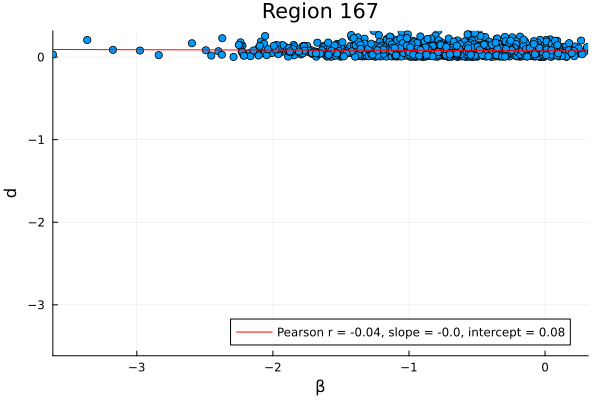 Region 167
0
−1
−2
−3
d
Pearson r = -0.04, slope = -0.0, intercept = 0.08
−3
−2
−1
0
β